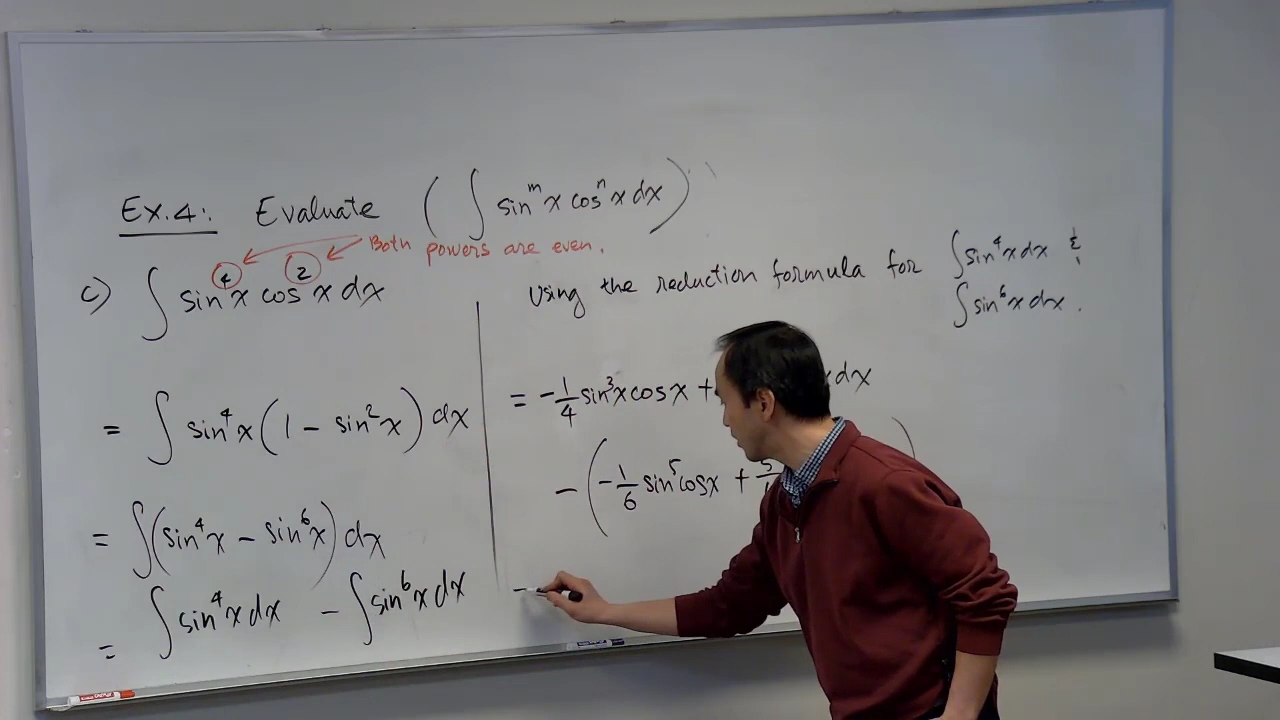 Ex.4: Evaluate ( ∫ sin^m x cos^n x dx )
Both powers are even.
c) ∫ sin^4 x cos^2 x dx
= ∫ sin^4 x (1 - sin^2 x) dx
= ∫ (sin^4 x - sin^6 x) dx
= ∫ sin^4 x dx - ∫ sin^6 x dx
Using the reduction formula for ∫ sin^4 x dx &
∫ sin^6 x dx.
= -1/4 sin^3 x cos x + x dx
- ( -1/6 sin^5 cos x + 5/ )